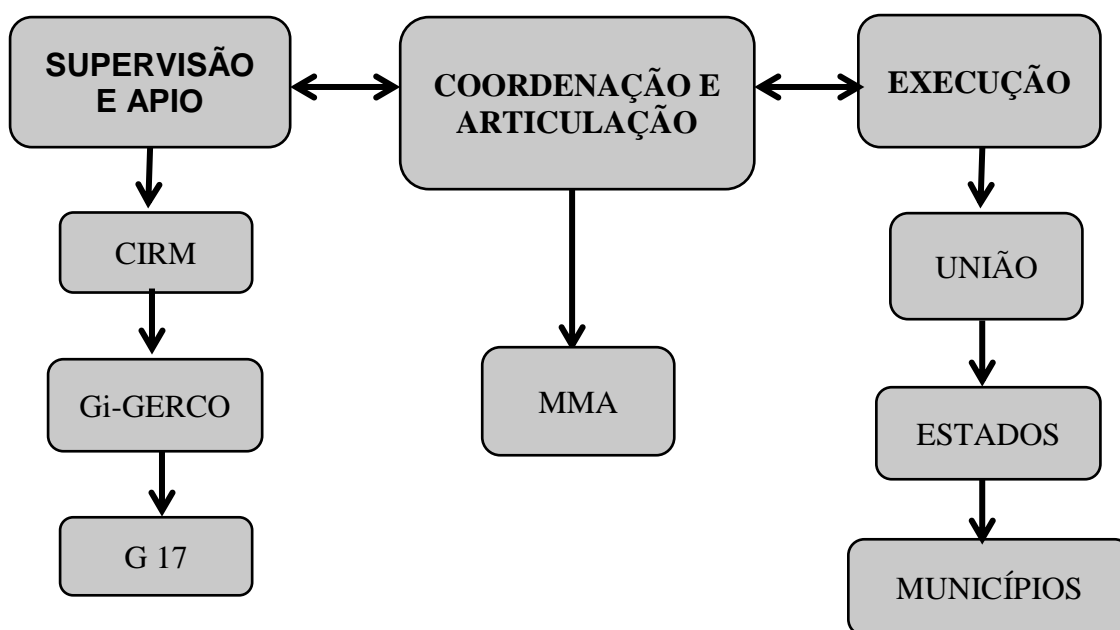 SUPERVISÃO
E APIO
COORDENAÇÃO E
ARTICULAÇÃO
EXECUÇÃO
CIRM
UNIÃO
Gi-GERCO
MMA
ESTADOS
G 17
MUNICÍPIOS